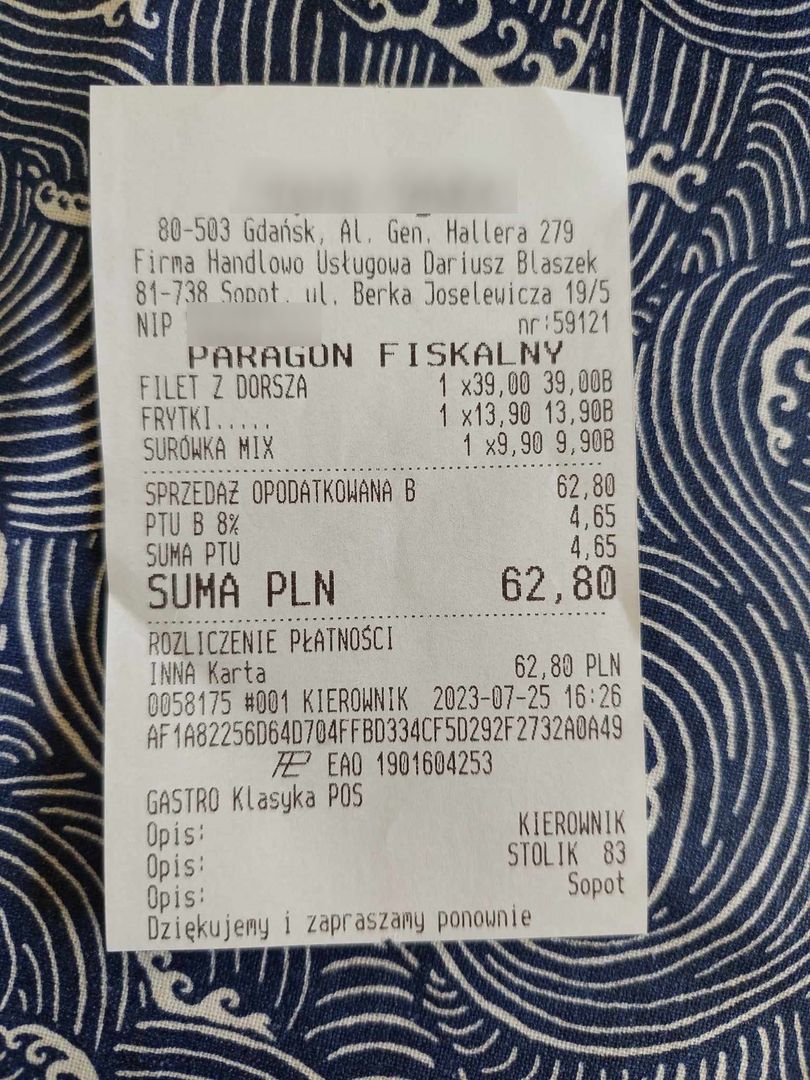 80-503 Gdańsk, Al. Gen. Hallera 279
Firma Handlowo Usługowa Dariusz Blaszek
81-738 Sopot, ul. Berka Joselewicza 19/5
NIP nr:59121
PARAGON FISKALNY
FILET Z DORSZA 1 x39,00 39,00B
FRYTKI..... 1 x13,90 13,90B
SURÓWKA MIX 1 x9,90 9,90B
SPRZEDAŻ OPODATKOWANA B 62,80
PTU B 8% 4,65
SUMA PTU 4,65
SUMA PLN 62,80
ROZLICZENIE PŁATNOŚCI
INNA Karta 62,80 PLN
0058175 #001 KIEROWNIK 2023-07-25 16:26
AF1A82256D64D704FFBD334CF5D292F2732A0A49
EAO 1901604253
GASTRO Klasyka POS
Opis: KIEROWNIK
Opis: STOLIK 83
Opis: Sopot
Dziękujemy i zapraszamy ponownie